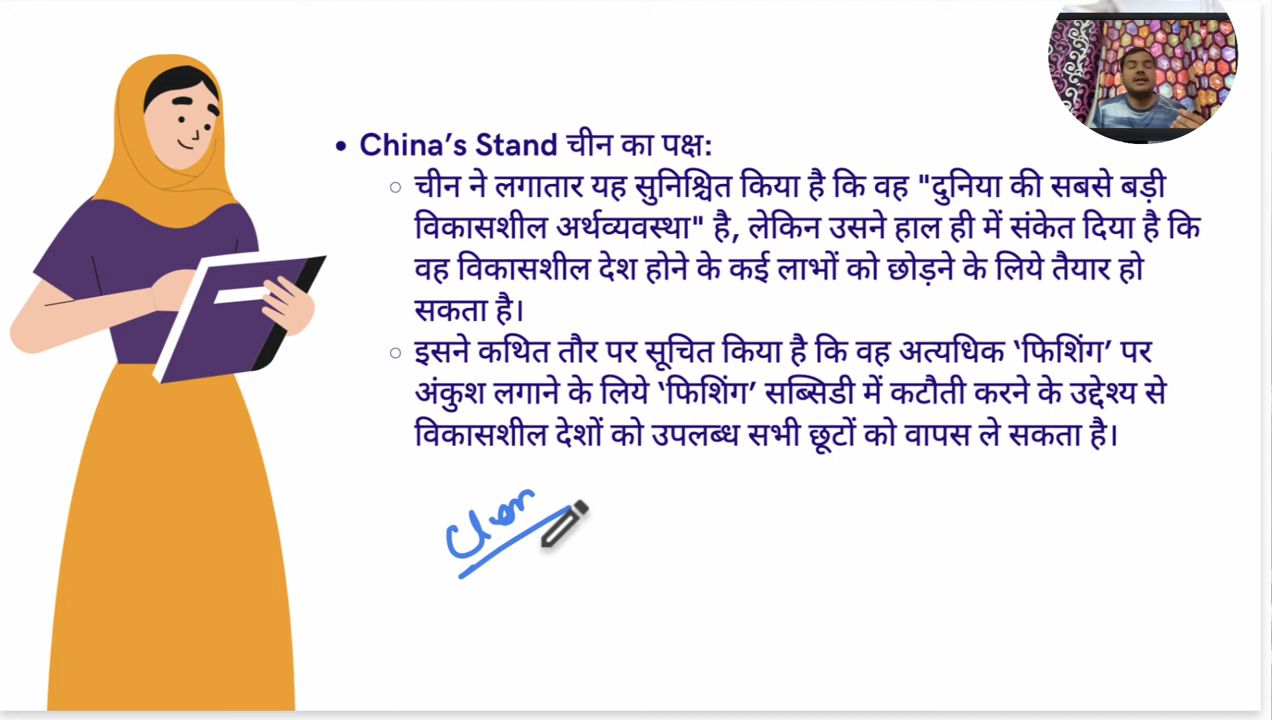 China’s Stand चीन का पक्ष:
चीन ने लगातार यह सुनिश्चित किया है कि वह "दुनिया की सबसे बड़ी
विकासशील अर्थव्यवस्था" है, लेकिन उसने हाल ही में संकेत दिया है कि
वह विकासशील देश होने के कई लाभों को छोड़ने के लिये तैयार हो
सकता है।
इसने कथित तौर पर सूचित किया है कि वह अत्यधिक ‘फिशिंग’ पर
अंकुश लगाने के लिये ‘फिशिंग’ सब्सिडी में कटौती करने के उद्देश्य से
विकासशील देशों को उपलब्ध सभी छूटों को वापस ले सकता है।